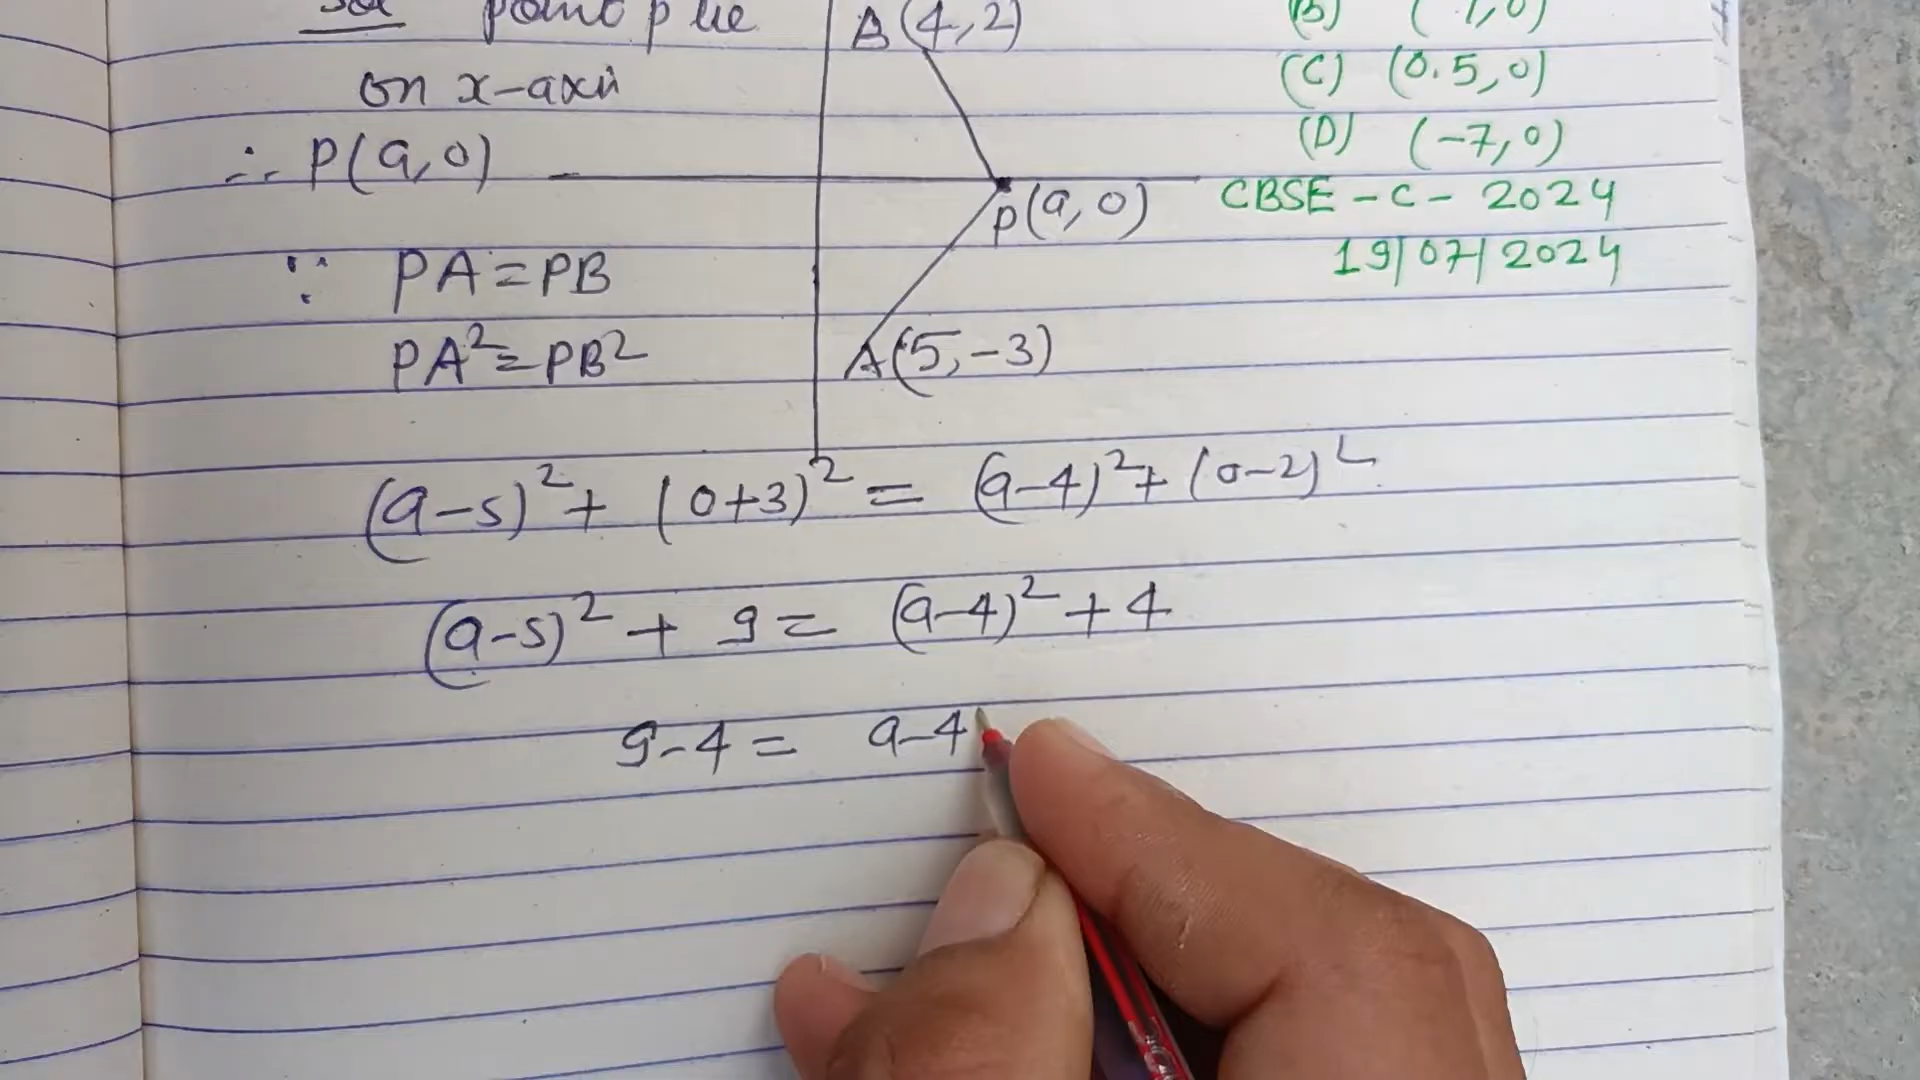 Sol point p lie
on x-axis
∴ P(a,0)
∵ PA=PB
PA²=PB²
B(4,2)
P(a,0)
A(5,-3)
(C) (0.5,0)
(D) (-7,0)
CBSE-C-2024
19/07/2024
(a-5)²+(0+3)²=(a-4)²+(0-2)²
(a-5)²+9=(a-4)²+4
9-4= a-4